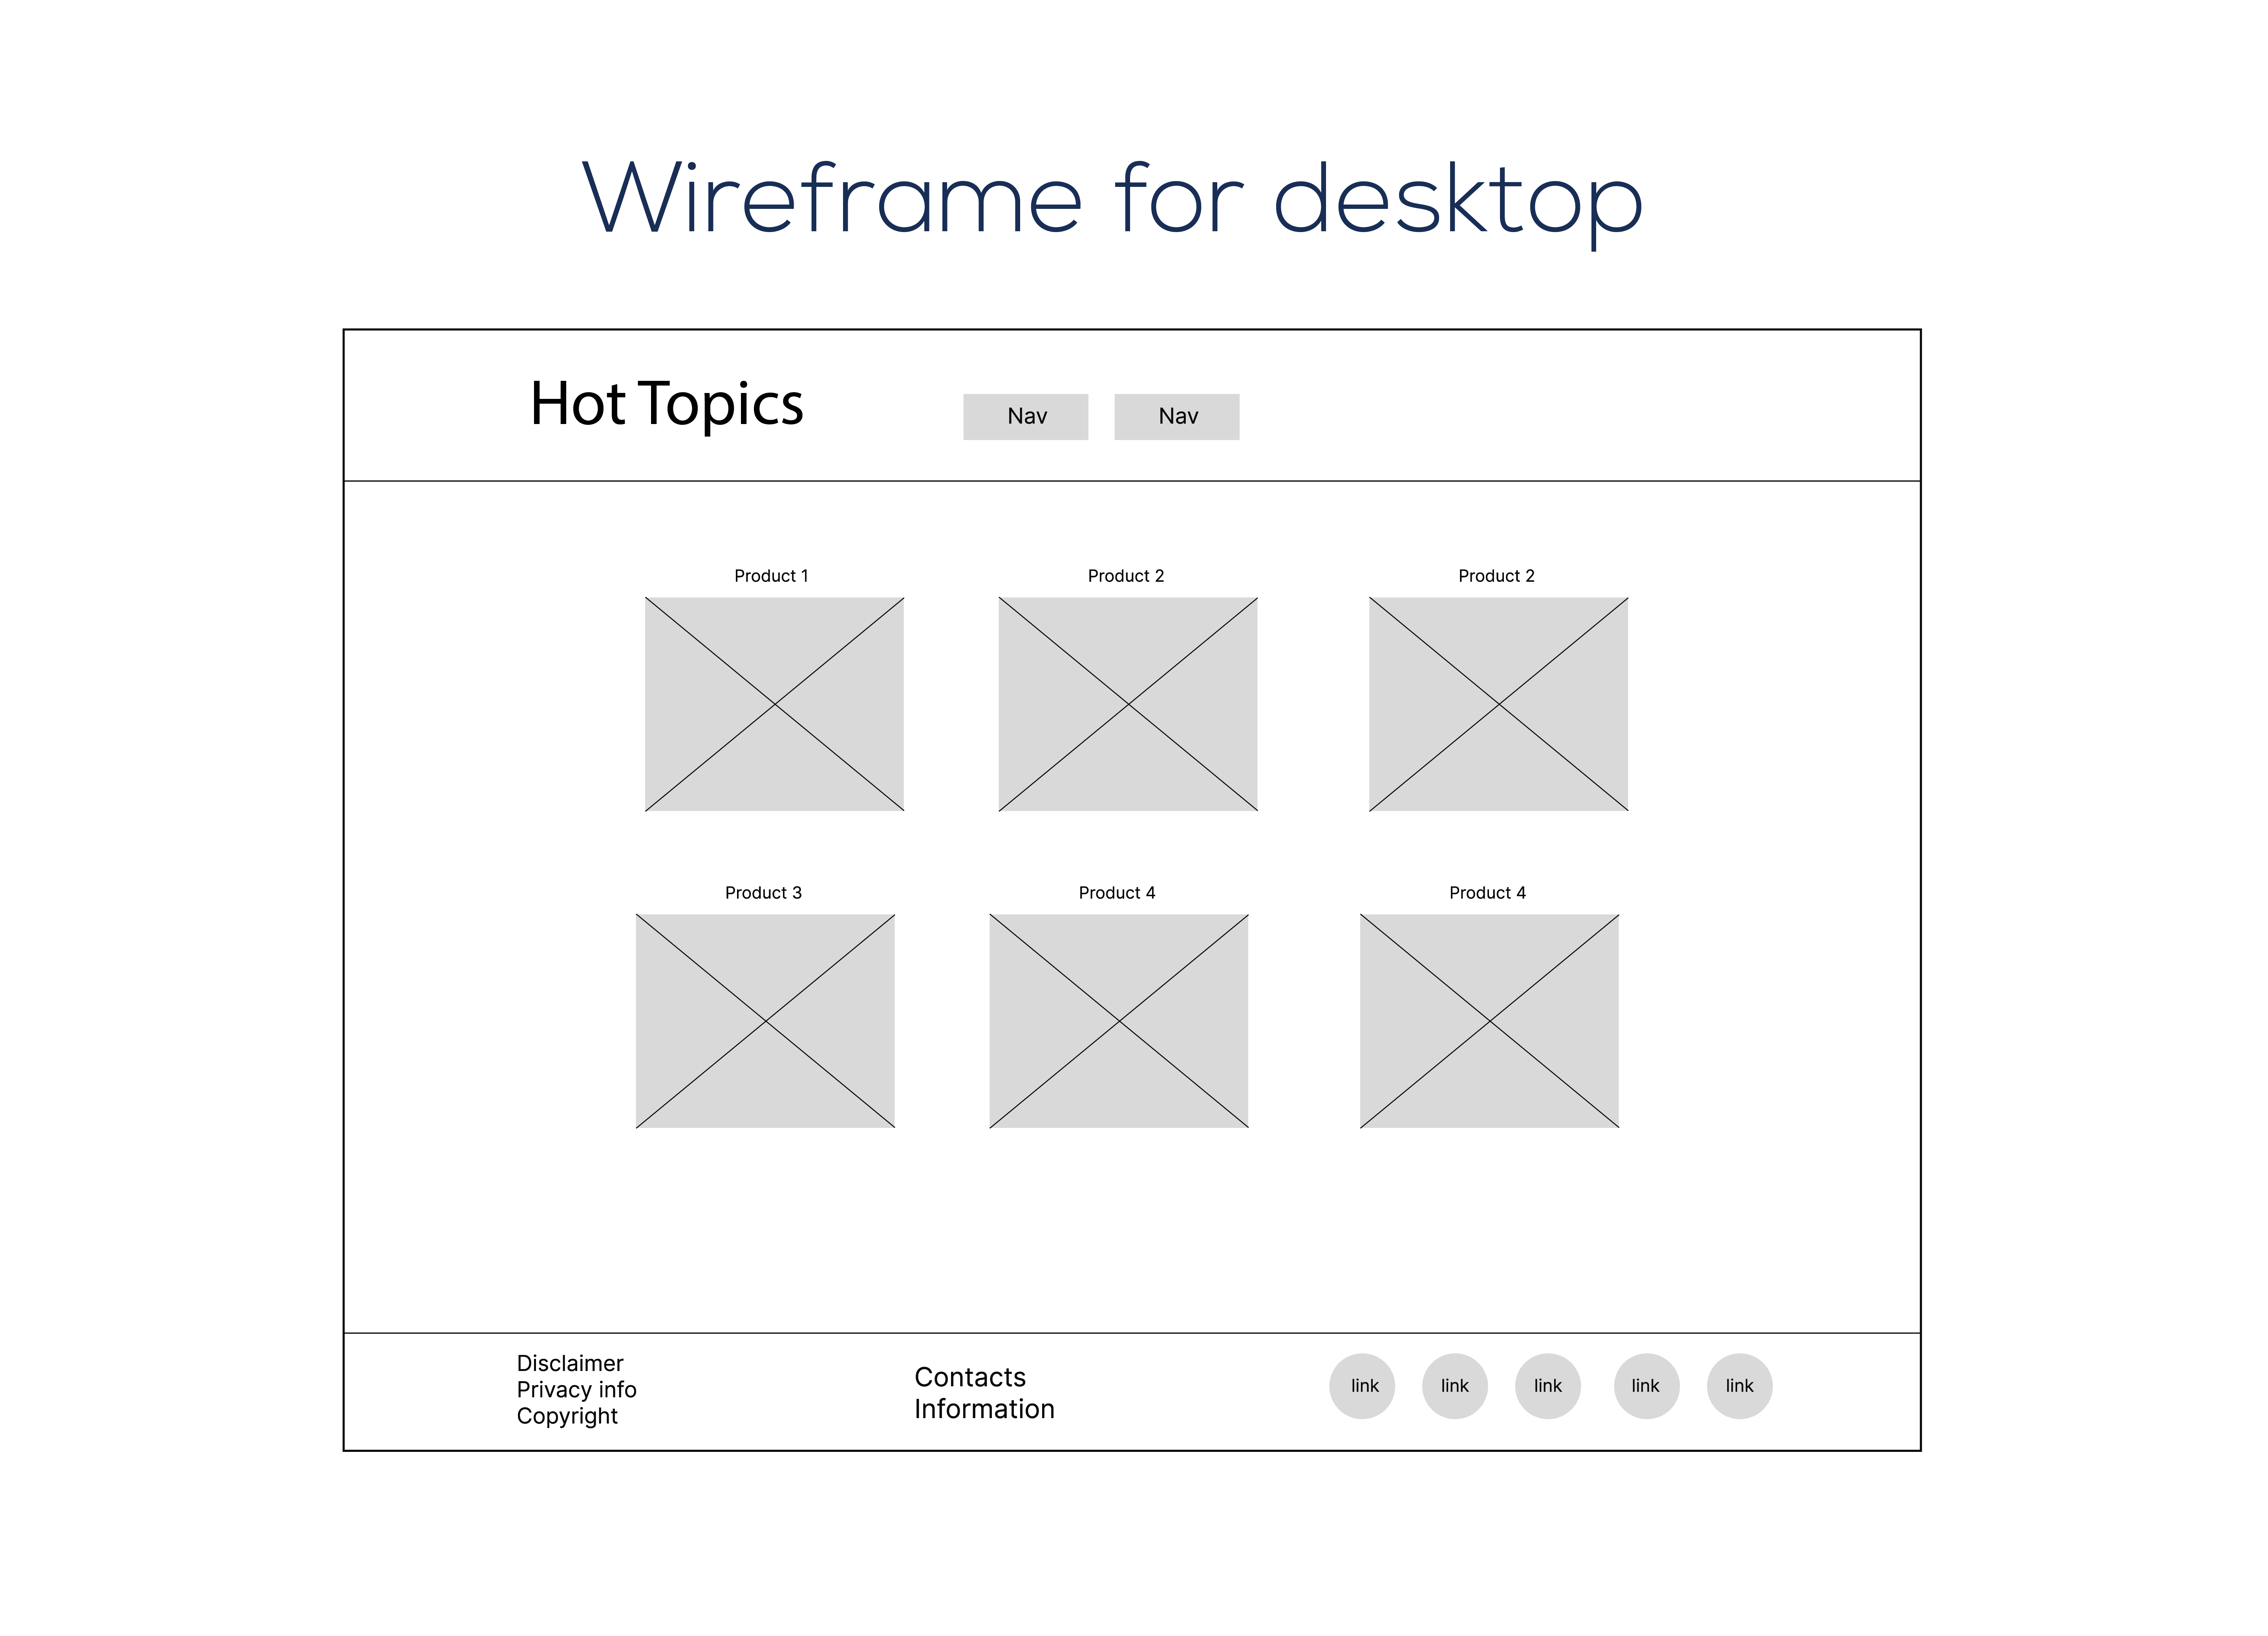 Wireframe for desktop
Hot Topics
Nav
Nav
Product 1
Product 2
Product 2
Product 3
Product 4
Product 4
Disclaimer
Privacy info
Copyright
Contacts
Information
link
link
link
link
link